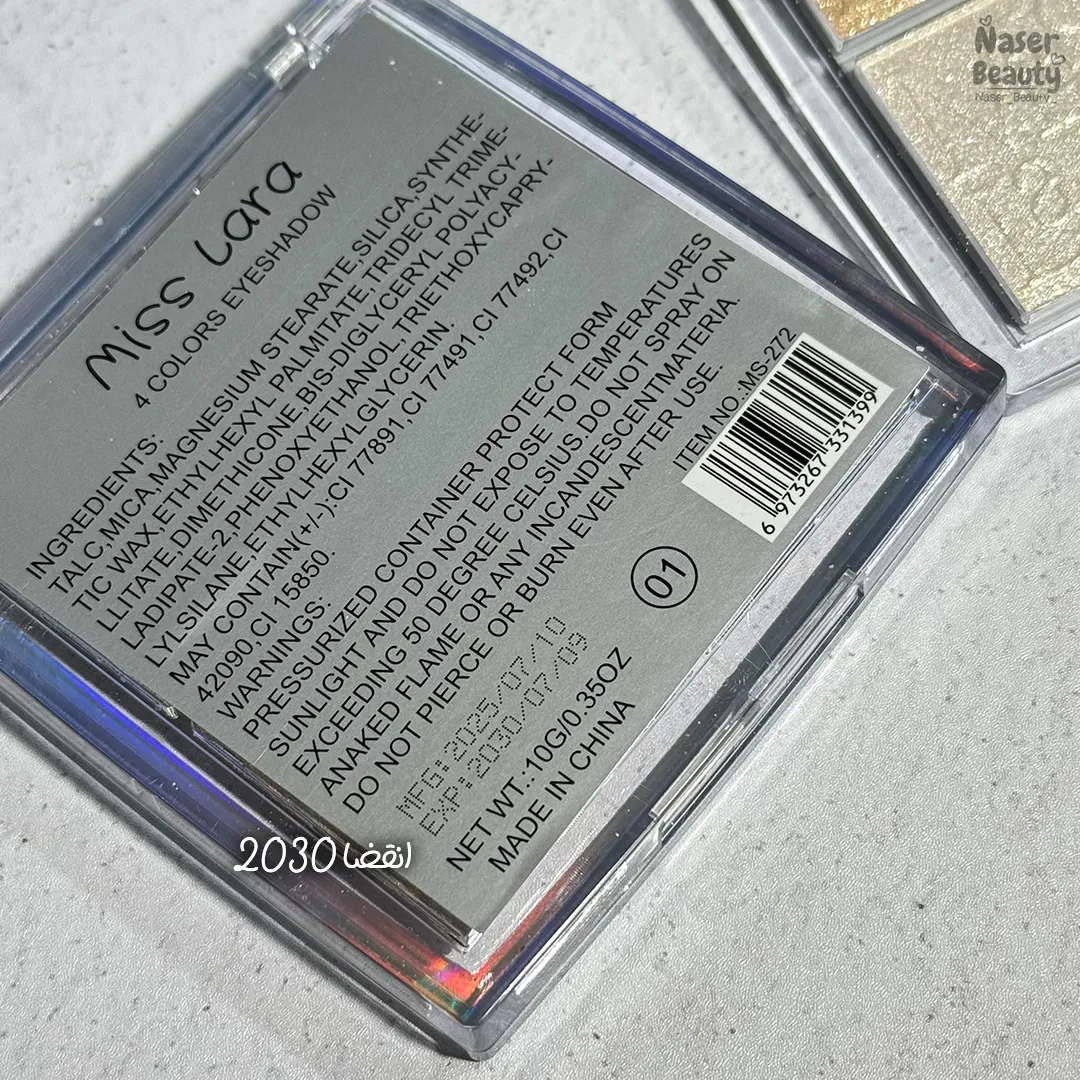 Naser
Beauty
Naser_Beauty_
Miss Lara
4 COLORS EYESHADOW
INGREDIENTS:
TALC,MICA,MAGNESIUM STEARATE,SILICA,SYNTHE-
TIC WAX,ETHYLHEXYL PALMITATE,TRIDECYL TRIME-
LLITATE,DIMETHICONE,BIS-DIGLYCERYL POLYACY-
LADIPATE-2,PHENOXYETHANOL,TRIETHOXYCAPRY-
LYLSILANE,ETHYLHEXYLGLYCERIN.
MAY CONTAIN(+/-):CI 77891,CI 77491,CI 77492,CI
42090,CI 15850.
WARNINGS:
PRESSURIZED CONTAINER PROTECT FORM
SUNLIGHT AND DO NOT EXPOSE TO TEMPERATURES
EXCEEDING 50 DEGREE CELSIUS.DO NOT SPRAY ON
ANAKED FLAME OR ANY INCANDESCENTMATERIA.
DO NOT PIERCE OR BURN EVEN AFTER USE.
ITEM NO.:MS-272
6 973267 331399
01
MFG:2025/07/10
EXP:2030/07/09
NET WT.:10G/0.35OZ
MADE IN CHINA
انقضا 2030